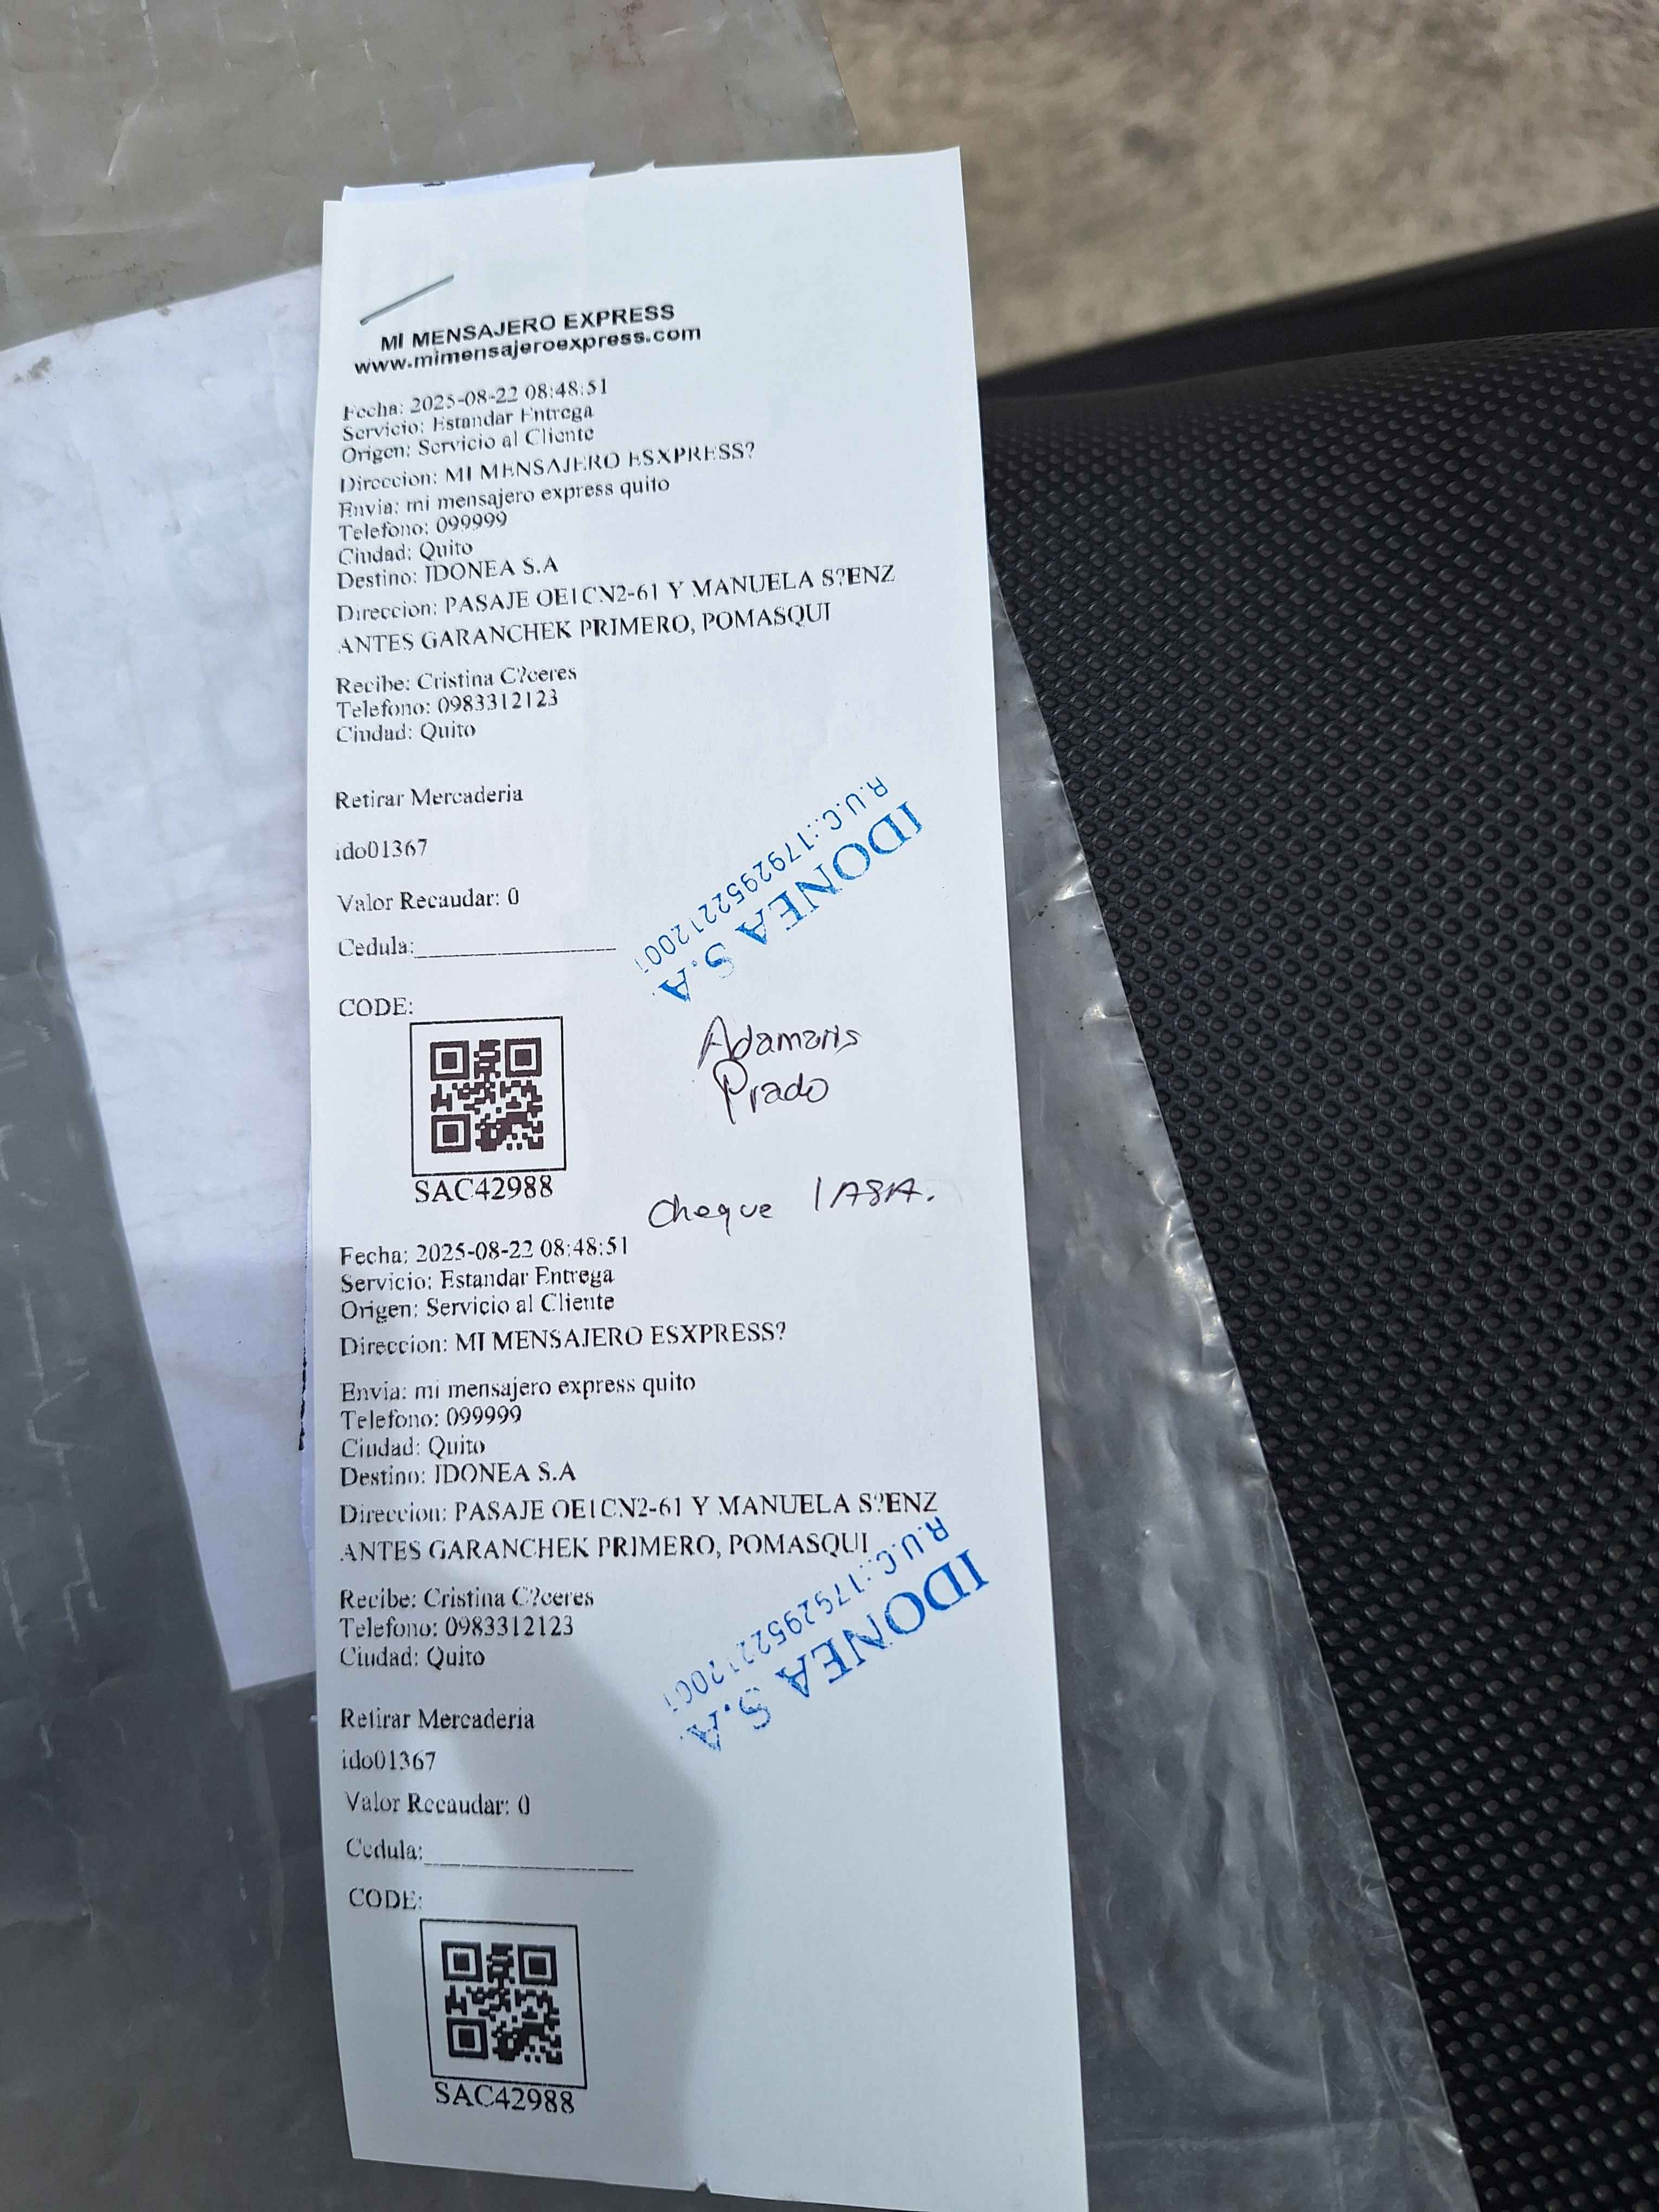 MI MENSAJERO EXPRESS
www.mimensajeroexpress.com
Fecha: 2025-08-22 08:48:51
Servicio: Estandar Entrega
Origen: Servicio al Cliente
Direccion: MI MENSAJERO ESXPRESS?
Envia: mi mensajero express quito
Telefono: 099999
Ciudad: Quito
Destino: IDONEA S.A
Direccion: PASAJE OE1CN2-61 Y MANUELA S?ENZ
ANTES GARANCHEK PRIMERO, POMASQUI
Recibe: Cristina C?ceres
Telefono: 0983312123
Ciudad: Quito
Retirar Mercaderia
ido01367
Valor Recaudar: 0
Cedula:
IDONEA S.A
R.U.C.:1792952212001
CODE:
Adamaris
Prado
SAC42988
Cheque IASA.
Fecha: 2025-08-22 08:48:51
Servicio: Estandar Entrega
Origen: Servicio al Cliente
Direccion: MI MENSAJERO ESXPRESS?
Envia: mi mensajero express quito
Telefono: 099999
Ciudad: Quito
Destino: IDONEA S.A
Direccion: PASAJE OE1CN2-61 Y MANUELA S?ENZ
ANTES GARANCHEK PRIMERO, POMASQUI
Recibe: Cristina C?ceres
Telefono: 0983312123
Ciudad: Quito
IDONEA S.A
R.U.C.:1792952212001
Retirar Mercaderia
ido01367
Valor Recaudar: 0
Cedula:
CODE:
SAC42988